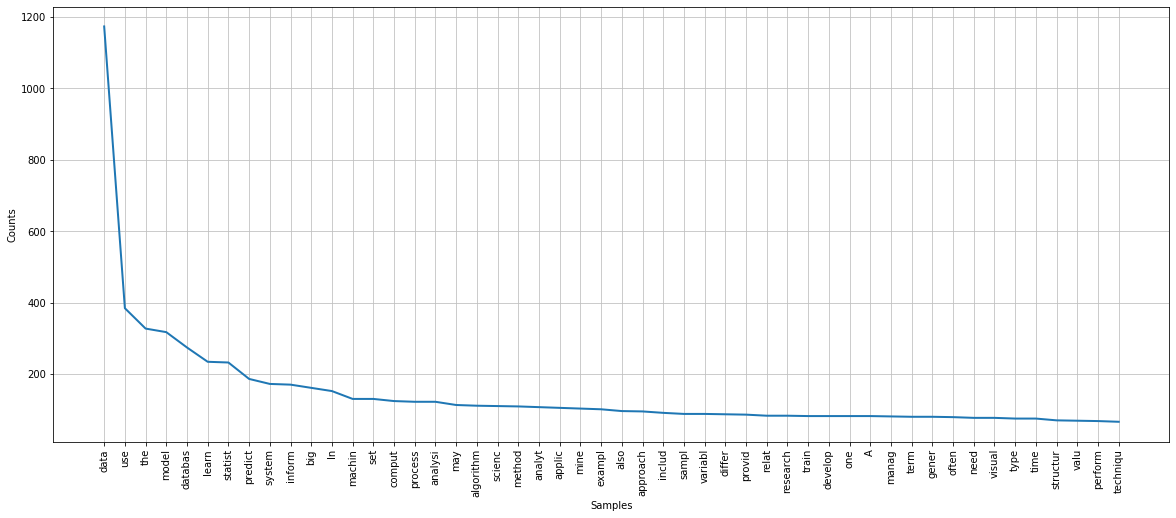 1200
1000
800
600
400
200
Counts
data
use
the
model
databas
learn
statist
predict
system
inform
big
In
machin
set
comput
process
analysi
may
algorithm
scienc
method
analyt
applic
mine
exampl
also
approach
includ
sampl
variabl
differ
provid
relat
research
train
develop
one
A
manag
term
gener
often
need
visual
type
time
structur
valu
perform
techniqu
Samples